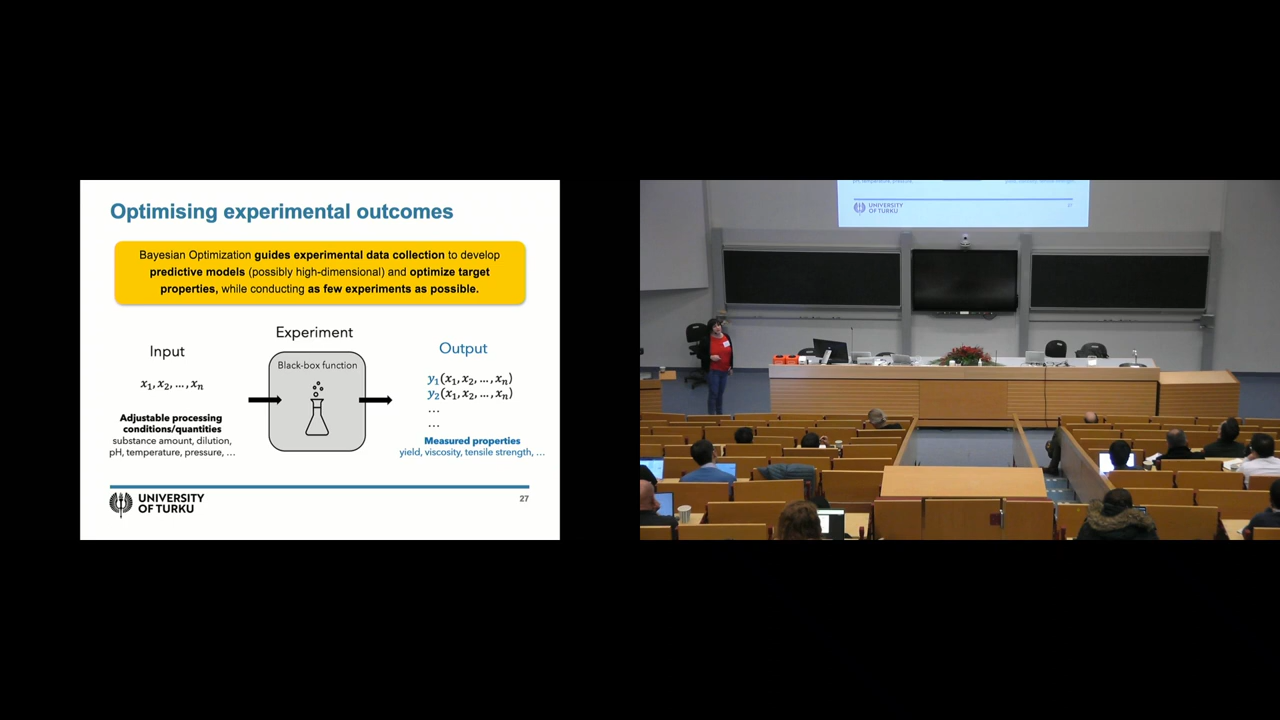 Optimising experimental outcomes
Bayesian Optimization guides experimental data collection to develop
predictive models (possibly high-dimensional) and optimize target
properties, while conducting as few experiments as possible.
Input
x₁, x₂, …, xₙ
Adjustable processing
conditions/quantities
substance amount, dilution,
pH, temperature, pressure, …
Experiment
Black-box function
Output
y₁(x₁, x₂, …, xₙ)
y₂(x₁, x₂, …, xₙ)
…
…
Measured properties
yield, viscosity, tensile strength, …
UNIVERSITY
OF TURKU
27
UNIVERSITY
OF TURKU